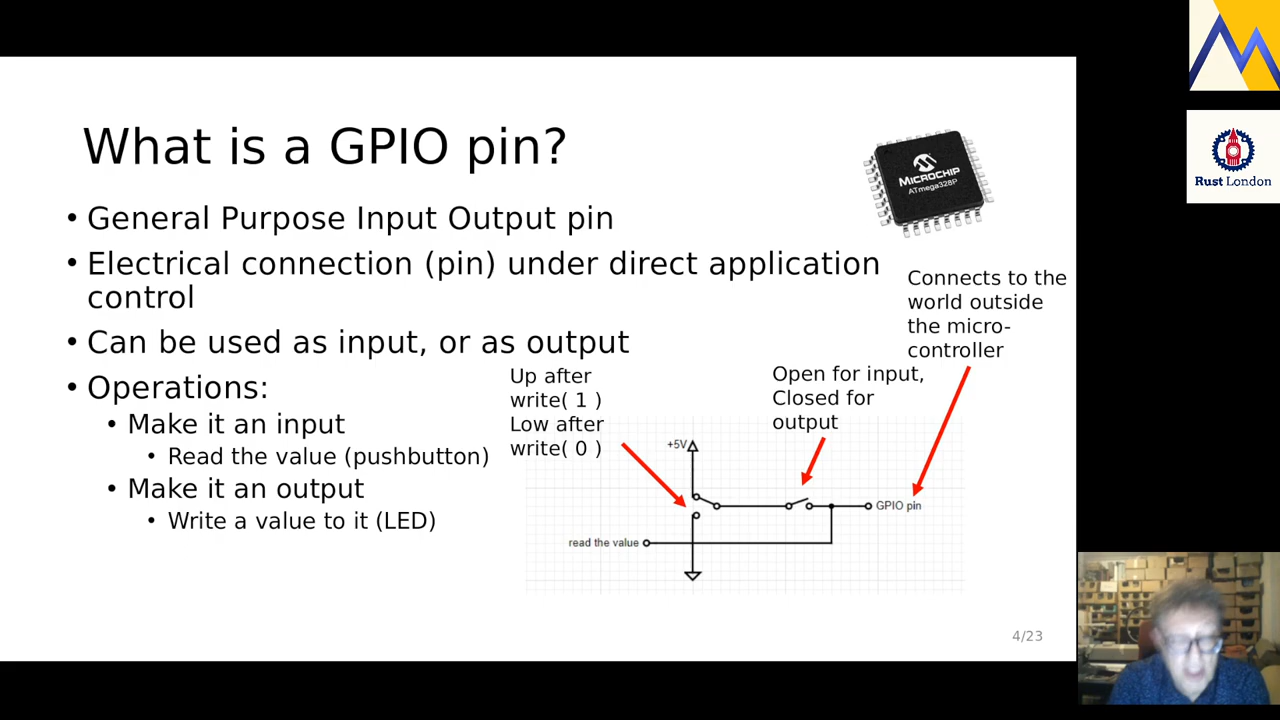 What is a GPIO pin?
MICROCHIP
ATmega328P
• General Purpose Input Output pin
• Electrical connection (pin) under direct application
control
• Can be used as input, or as output
• Operations:
• Make it an input
• Read the value (pushbutton)
• Make it an output
• Write a value to it (LED)
Up after
write( 1 )
Low after
write( 0 )
Open for input,
Closed for
output
Connects to the
world outside
the micro-
controller
+5V
GPIO pin
read the value
4/23
Rust London